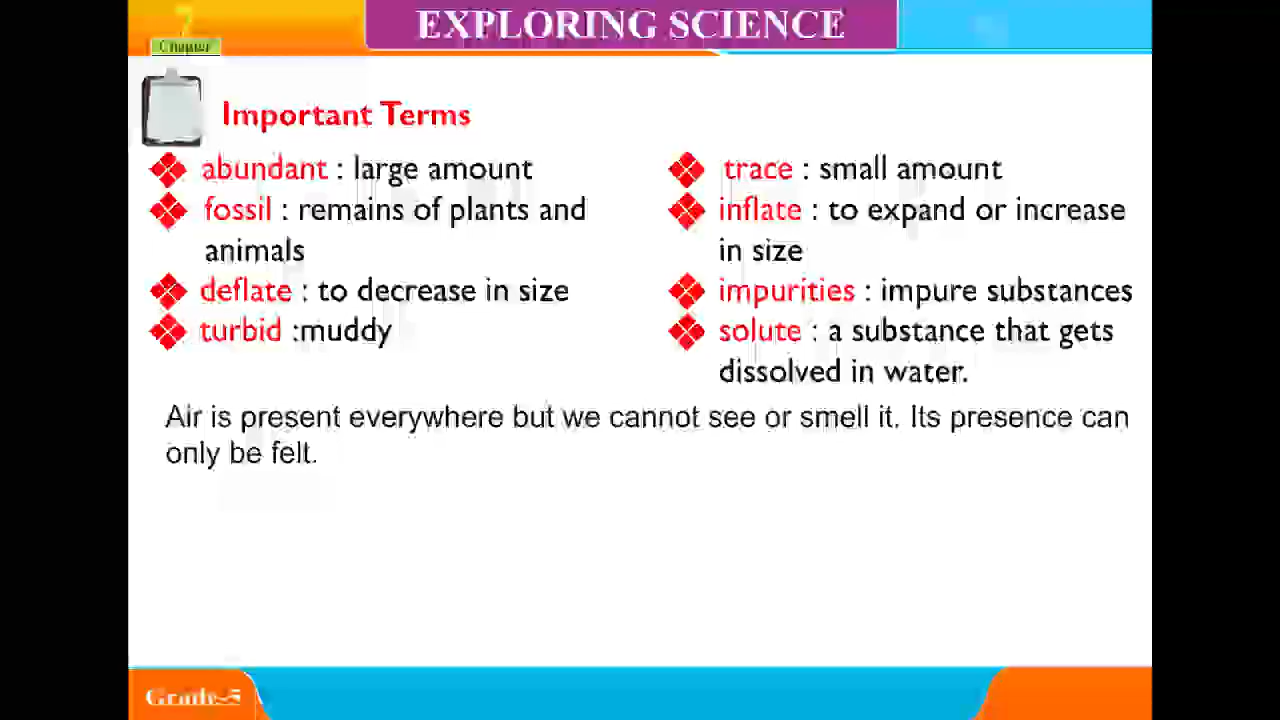 7
Chapter
EXPLORING SCIENCE
Important Terms
abundant : large amount
fossil : remains of plants and
animals
deflate : to decrease in size
turbid :muddy
trace : small amount
inflate : to expand or increase
in size
impurities : impure substances
solute : a substance that gets
dissolved in water.
Air is present everywhere but we cannot see or smell it. Its presence can
only be felt.
Grade-5